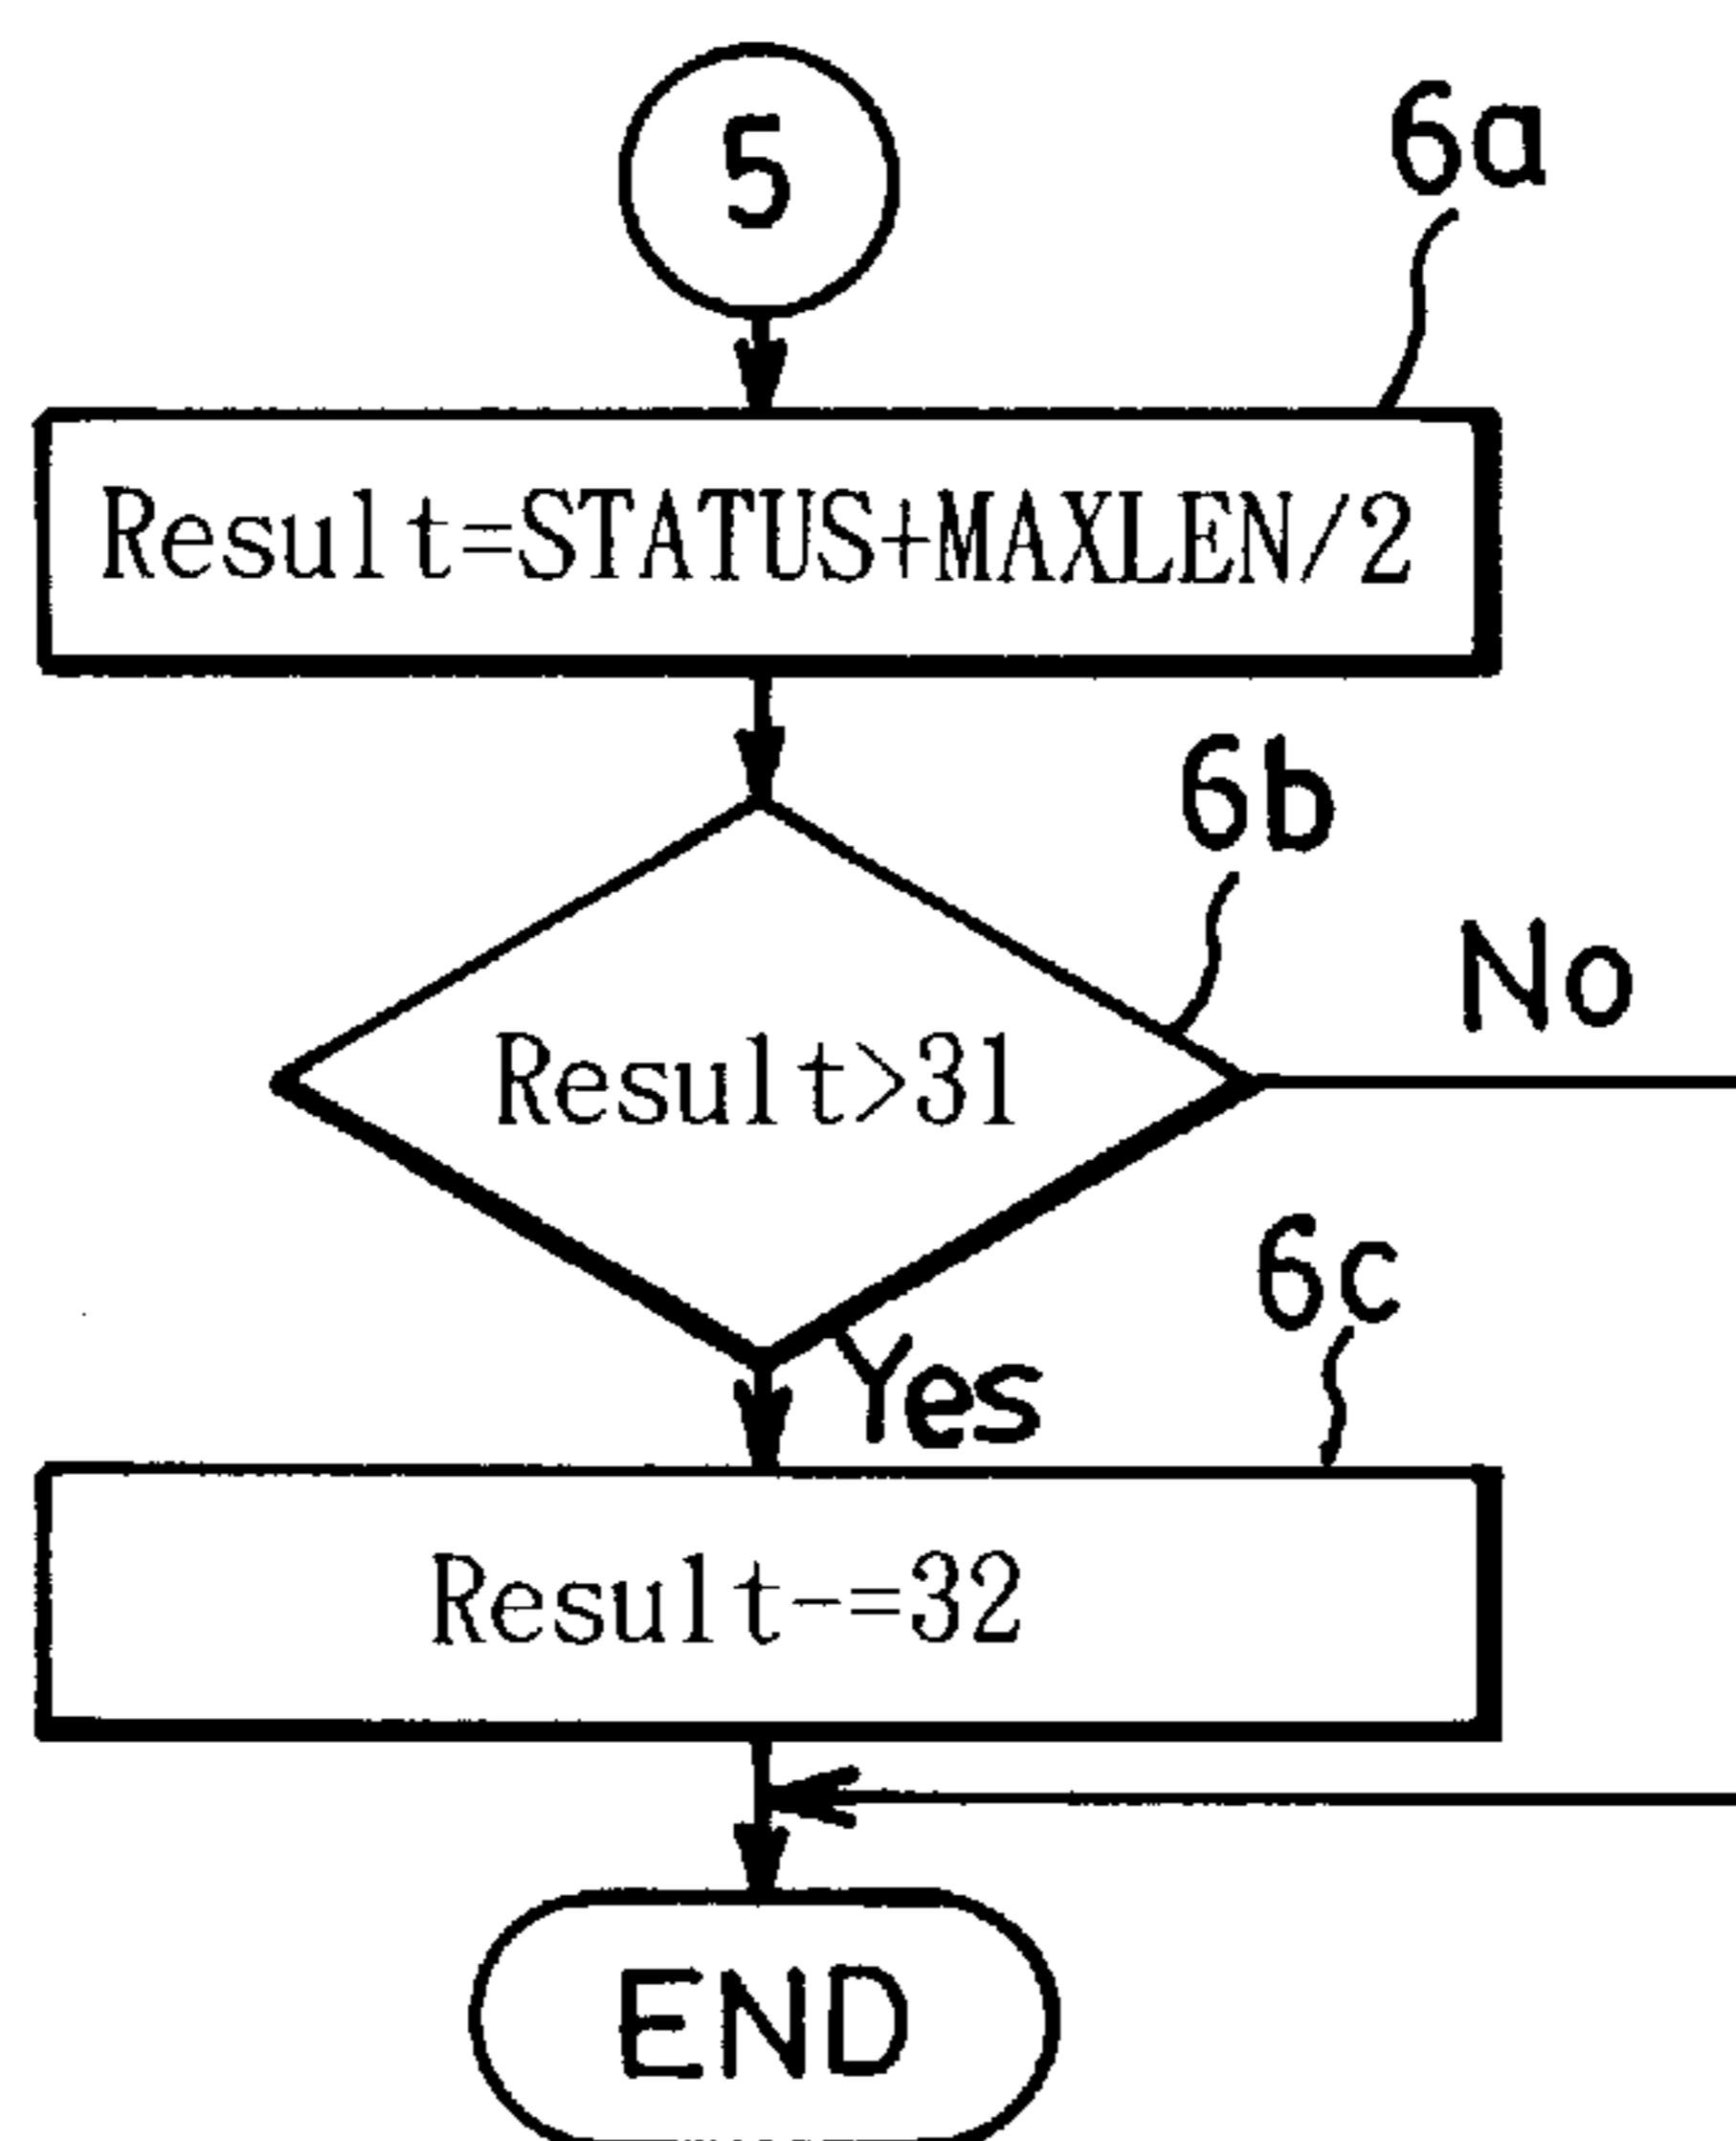 5
6a
Result=STATUS+MAXLEN/2
6b
No
Result>31
6c
Yes
Result-=32
END